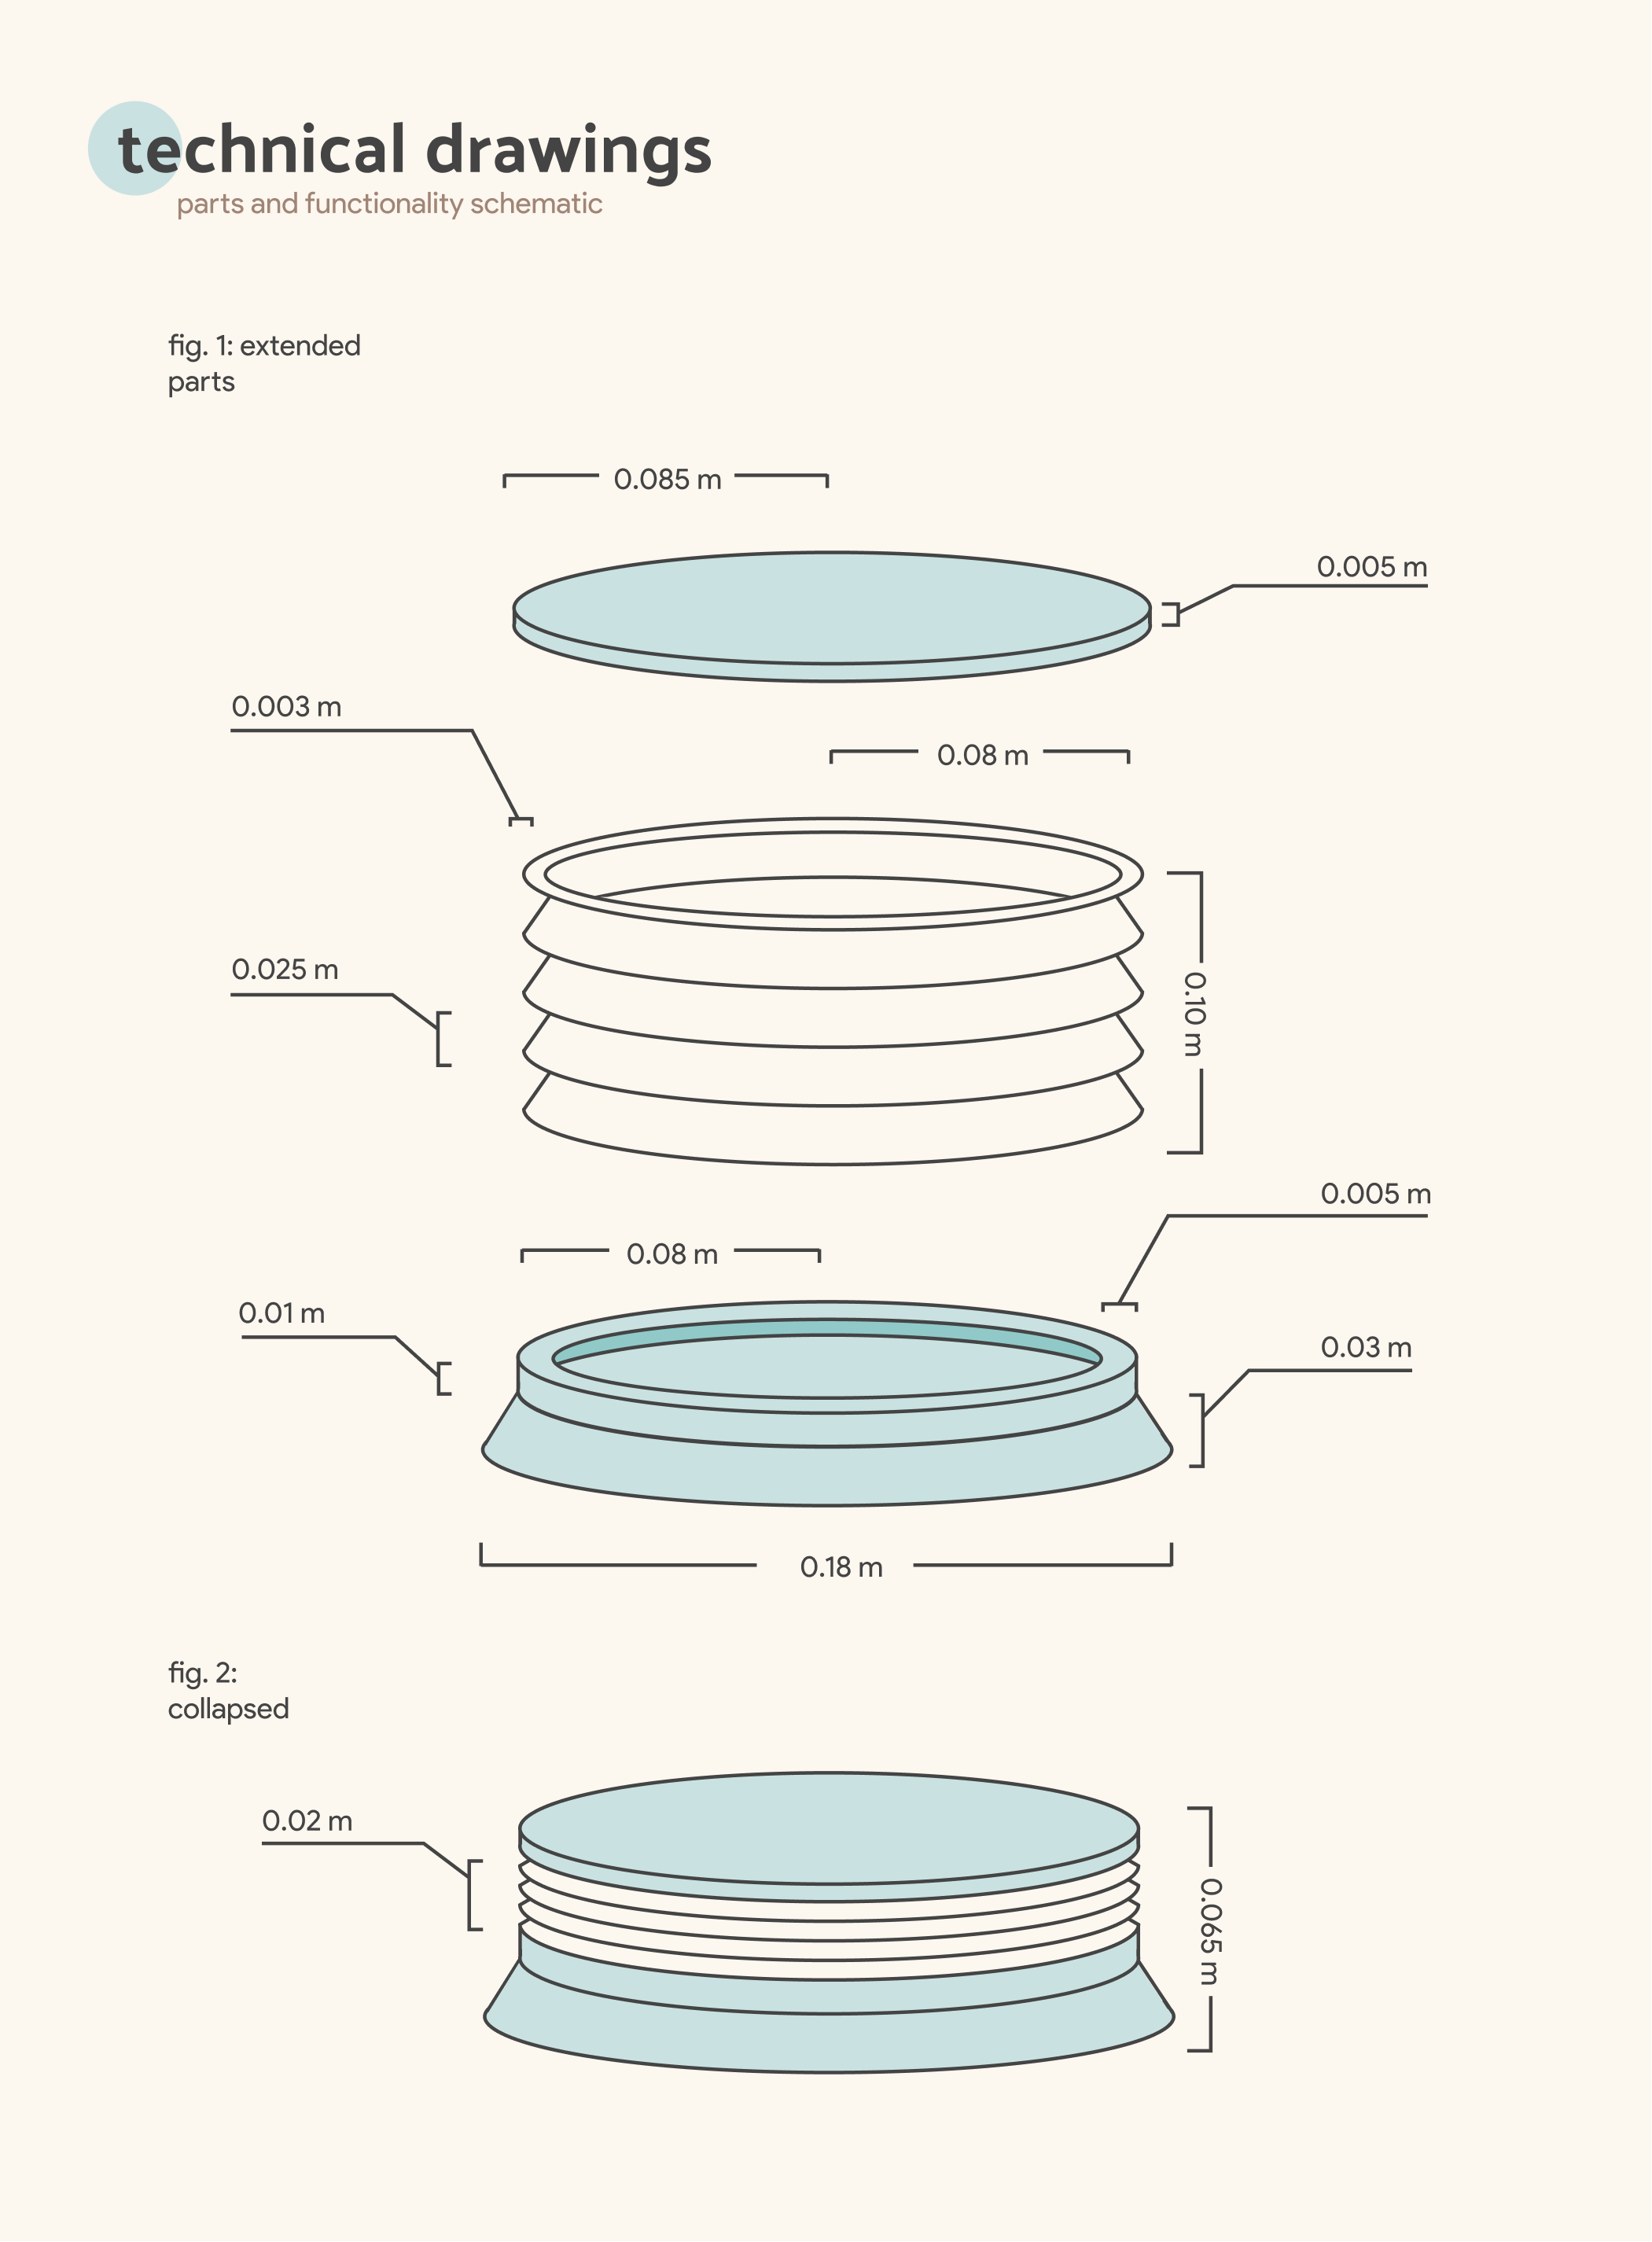 technical drawings
parts and functionality schematic
fig. 1: extended
parts
0.085 m
0.005 m
0.003 m
0.08 m
0.025 m
0.10 m
0.005 m
0.08 m
0.01 m
0.03 m
0.18 m
fig. 2:
collapsed
0.02 m
0.065 m